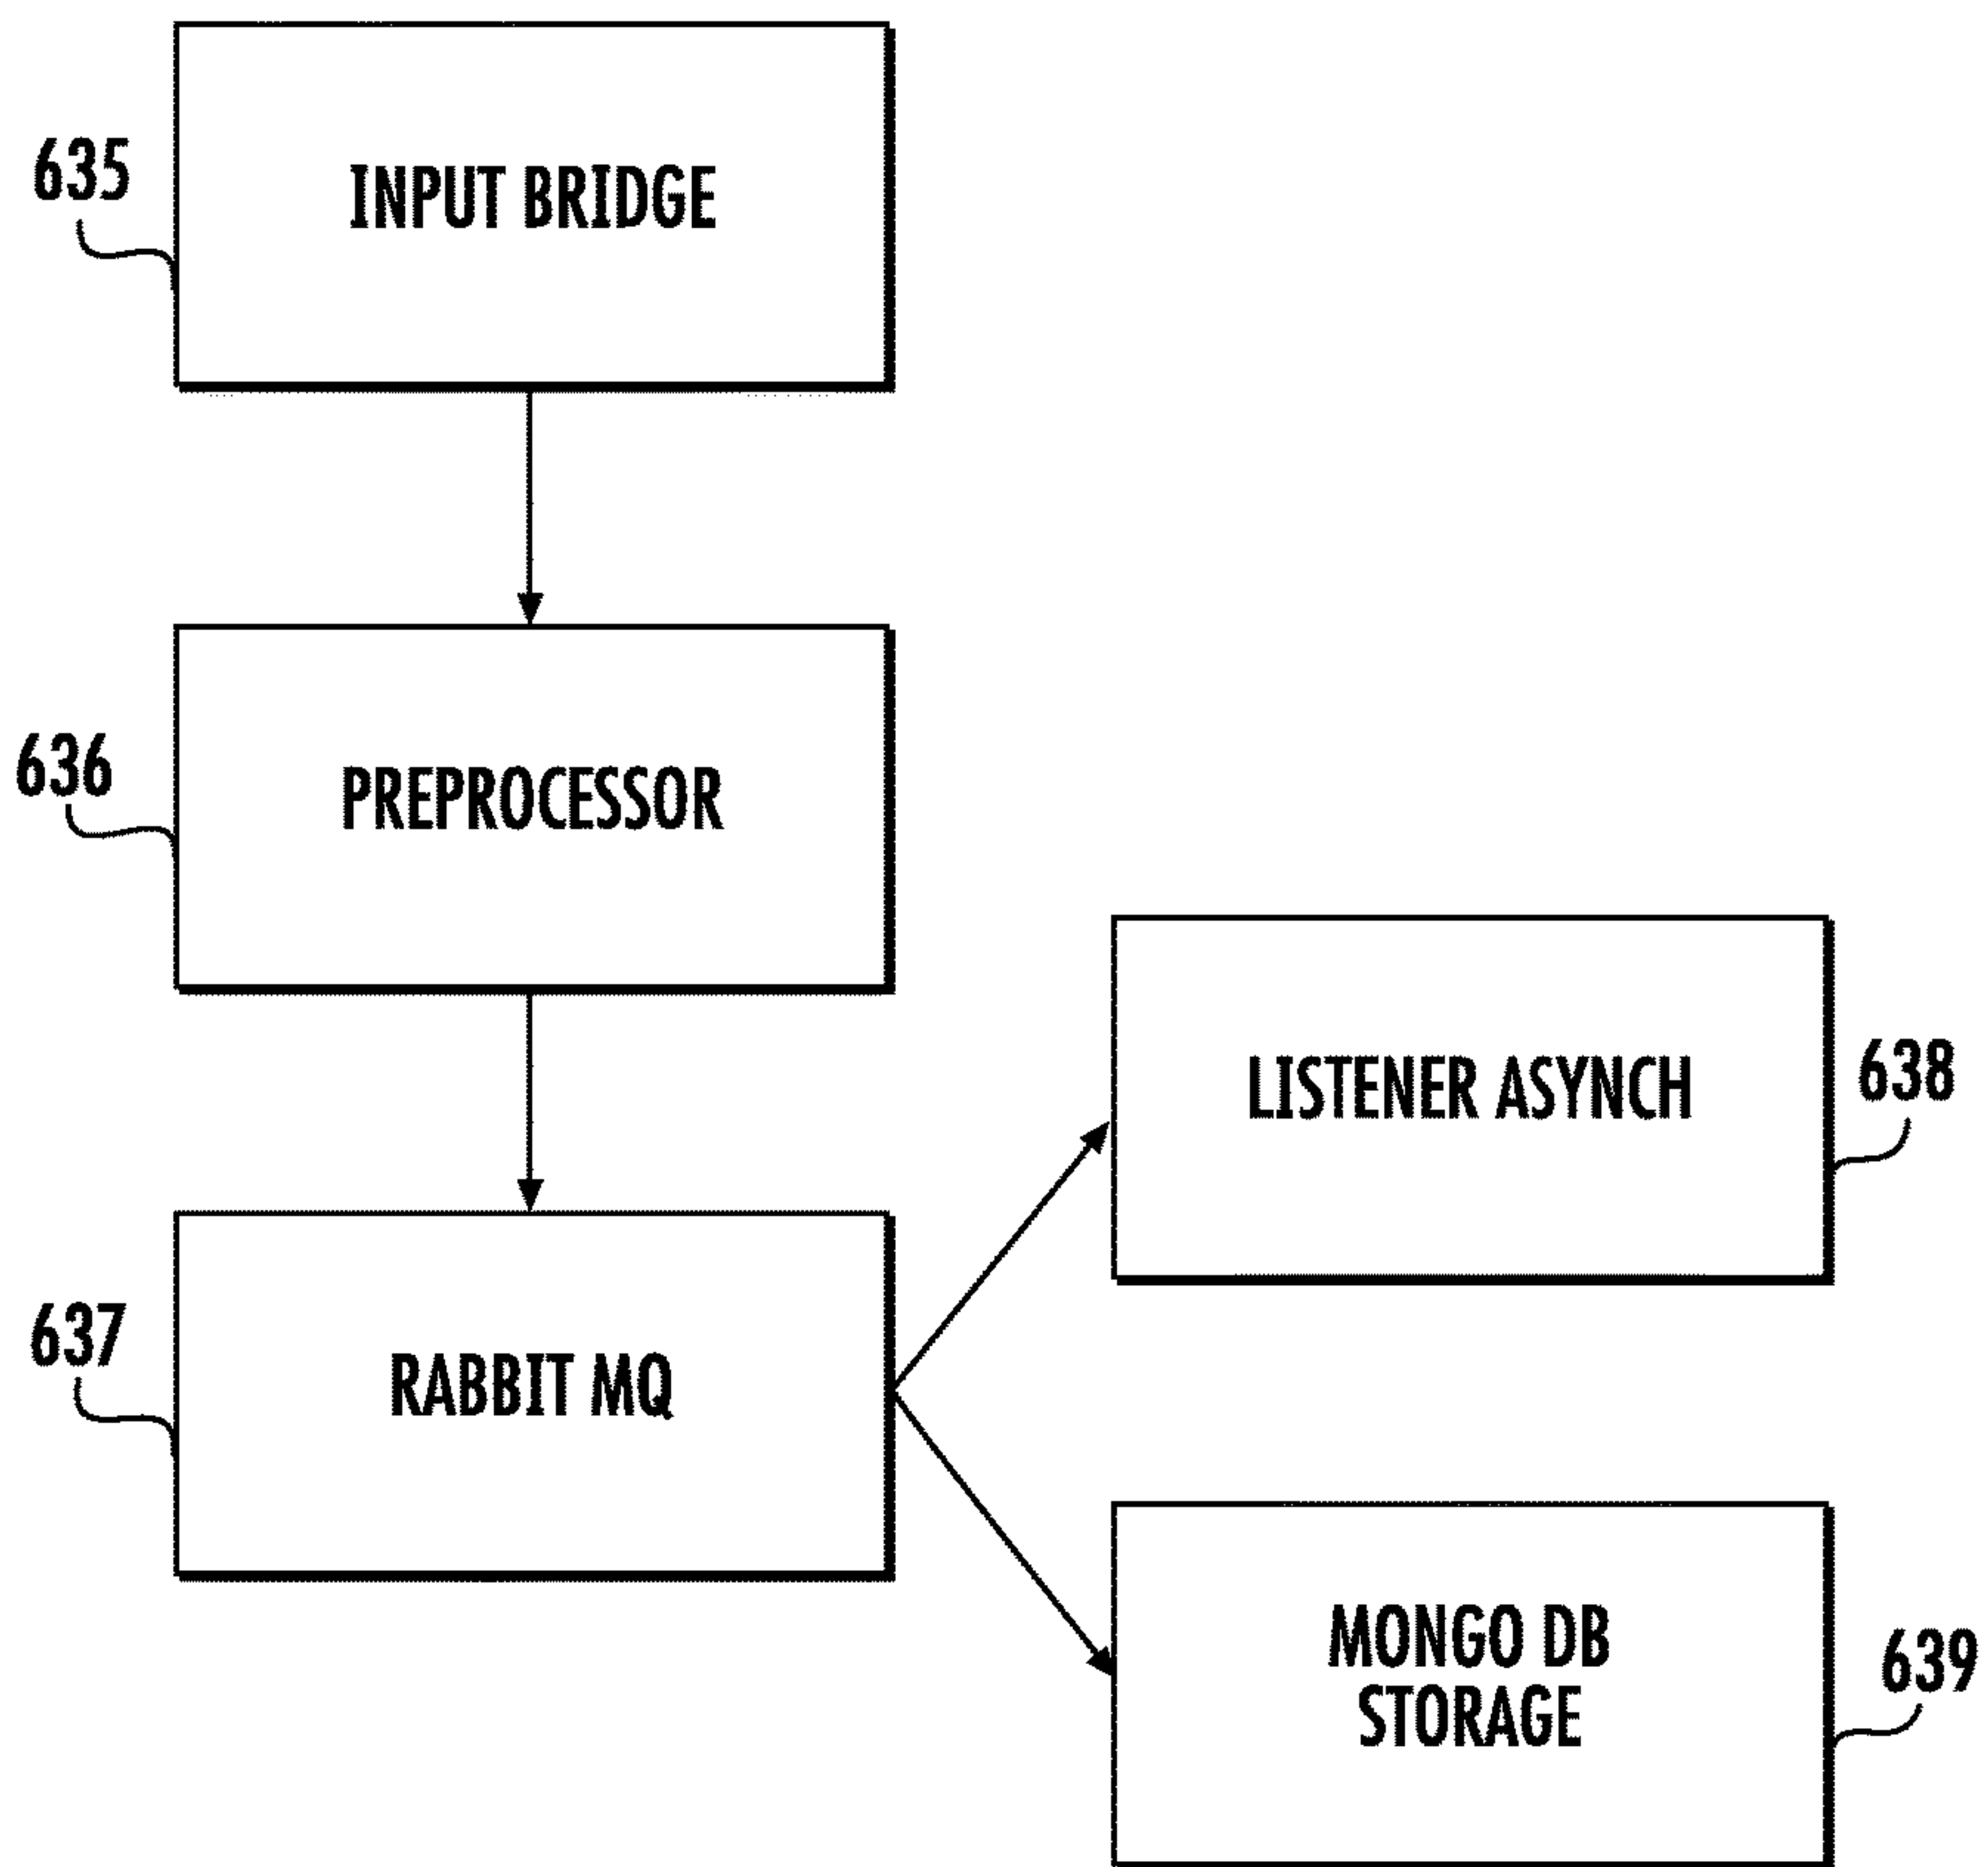 635
INPUT BRIDGE
636
PREPROCESSOR
LISTENER ASYNCH
638
637
RABBIT MQ
MONGO DB
STORAGE
639